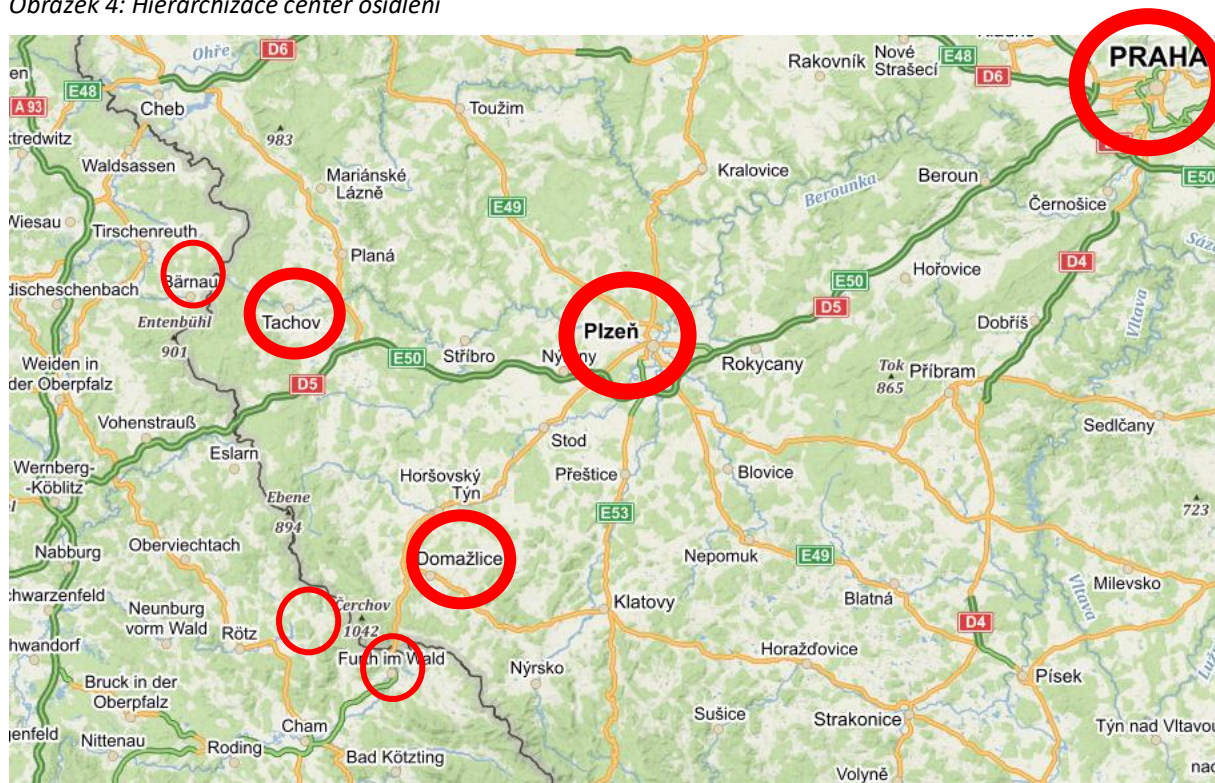 Obrázek 4: Hierarchizace center osídlení
Ohře
D6
Rakovník
Nové
Strašecí
E48
D6
PRAHA
E48
A 93
Cheb
983
Toužim
Waldsassen
Mariánské
Lázně
Kralovice
Berounka
Beroun
E50
Černošice
E49
Wiesau
Tirschenreuth
Planá
Hořovice
D4
Bärnau
E50
D5
Vltava
Entenbühl
901
Tachov
Plzeň
Dobříš
Weiden in
der Oberpfalz
E50
Stříbro
Rokycany
Tok
865
Příbram
D5
Vohenstrauß
Stod
Sedlčany
Eslarn
Wernberg-
-Köblitz
Horšovský
Týn
Přeštice
Blovice
Ebene
894
E53
723
Nabburg
Oberviechtach
Domažlice
Nepomuk
E49
Milevsko
Vltava
Neunburg
vorm Wald
Rötz
Čerchov
1042
Klatovy
Blatná
D4
Furth im Wald
Nýrsko
Horažďovice
Písek
Bruck in der
Oberpfalz
Sušice
Strakonice
Týn nad Vltavou
Nittenau
Roding
Cham
Bad Kötzting
Volyně